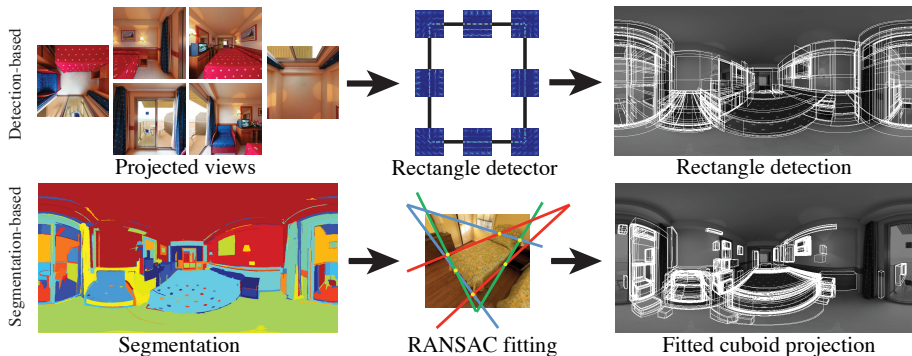 Detection-based
Projected views
Rectangle detector
Rectangle detection
Segmentation-based
Segmentation
RANSAC fitting
Fitted cuboid projection